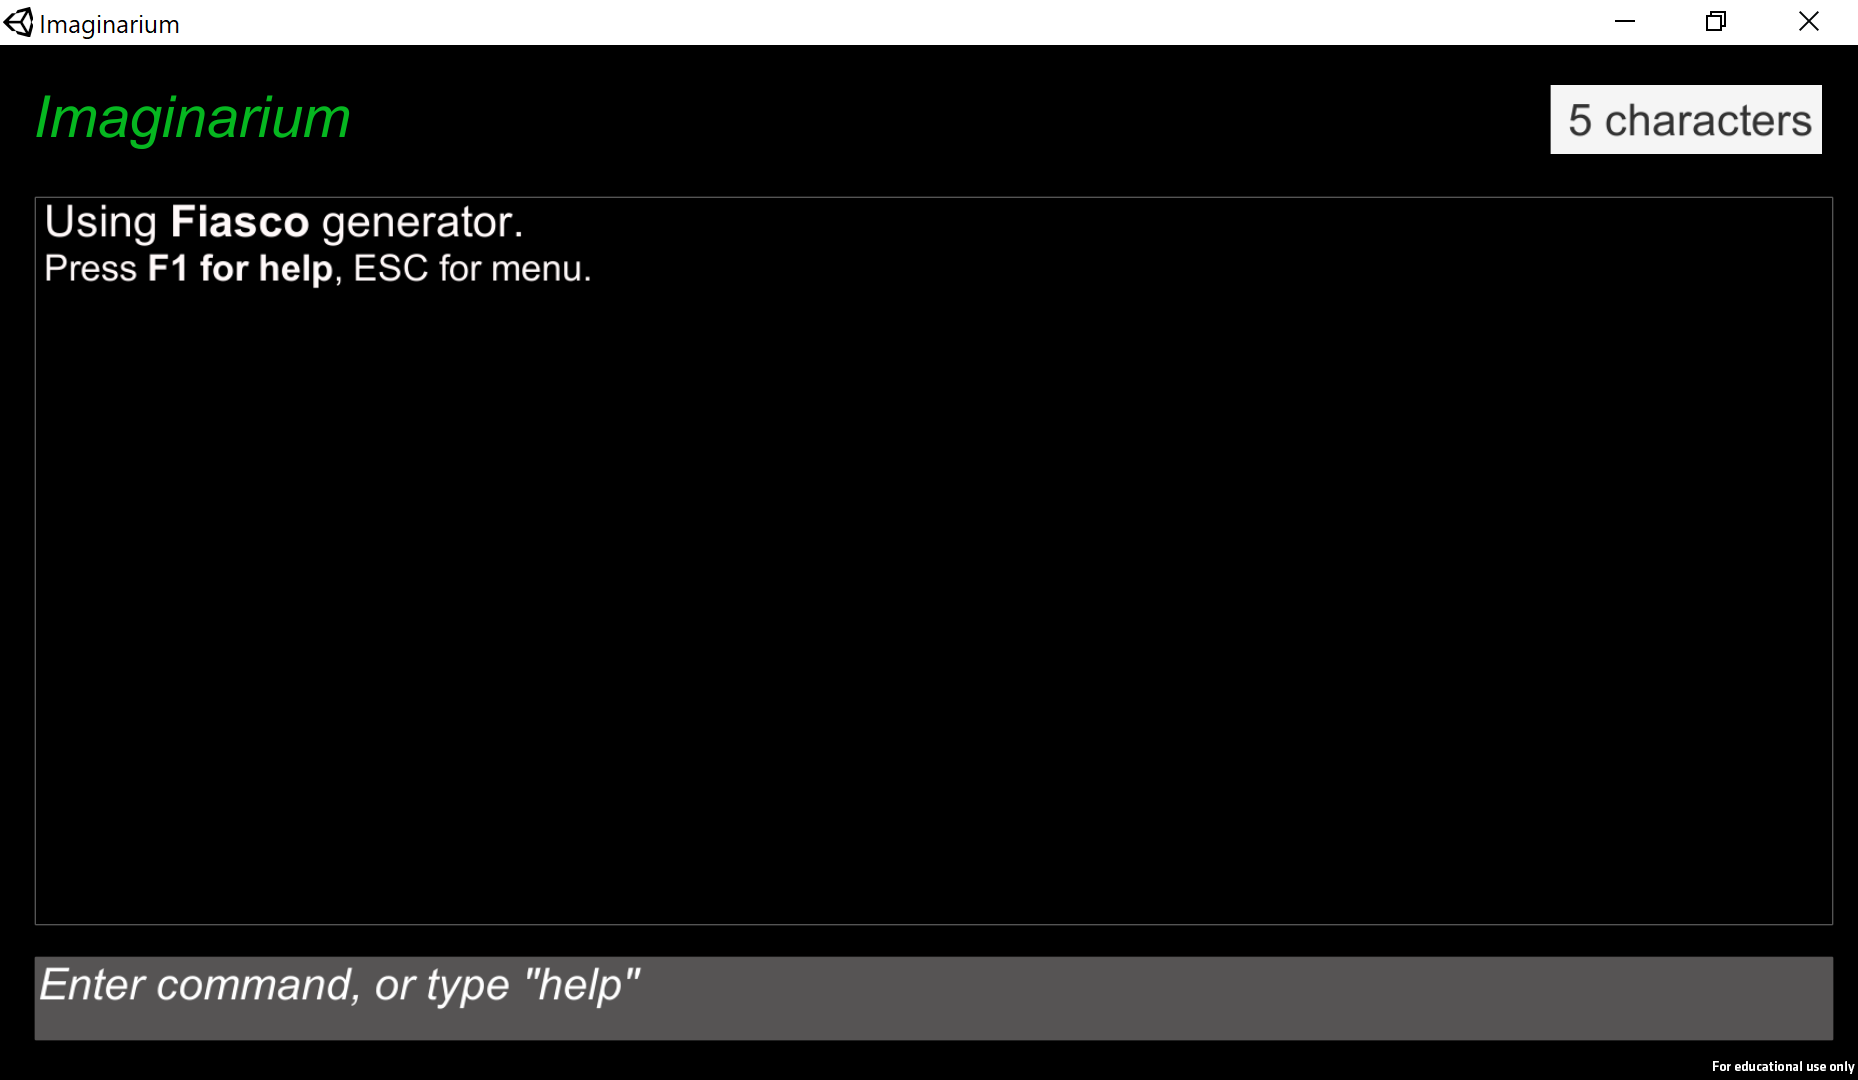 Imaginarium
Imaginarium
5 characters
Using Fiasco generator.
Press F1 for help, ESC for menu.
Enter command, or type "help"
For educational use only